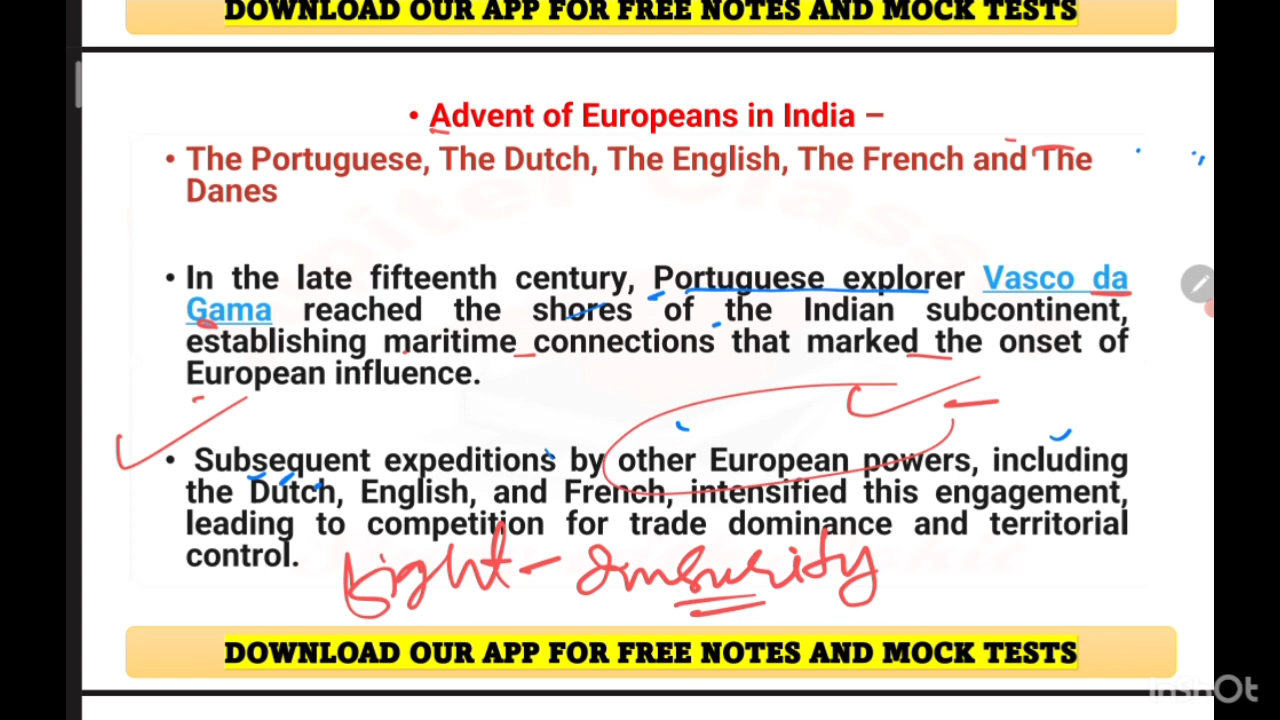 DOWNLOAD OUR APP FOR FREE NOTES AND MOCK TESTS
• Advent of Europeans in India –
• The Portuguese, The Dutch, The English, The French and The
Danes
• In the late fifteenth century, Portuguese explorer Vasco da
Gama reached the shores of the Indian subcontinent,
establishing maritime connections that marked the onset of
European influence.
• Subsequent expeditions by other European powers, including
the Dutch, English, and French, intensified this engagement,
leading to competition for trade dominance and territorial
control.
fight -
DOWNLOAD OUR APP FOR FREE NOTES AND MOCK TESTS
InShOt